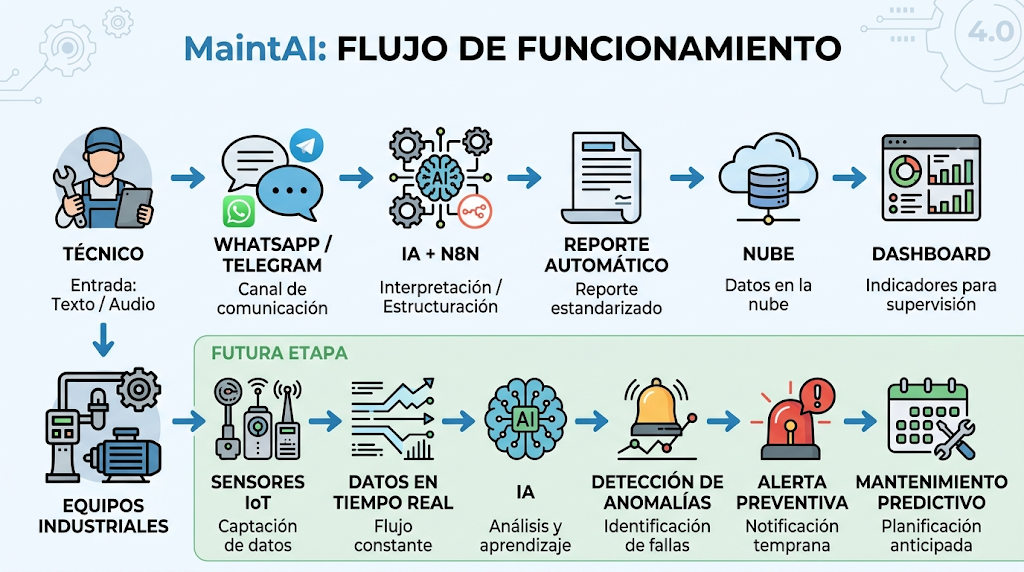 4.0
MaintAI: FLUJO DE FUNCIONAMIENTO
TÉCNICO
Entrada:
Texto / Audio
WHATSAPP /
TELEGRAM
Canal de
comunicación
AI
IA + N8N
Interpretación /
Estructuración
REPORTE
AUTOMÁTICO
Reporte
estandarizado
NUBE
Datos en la
nube
DASHBOARD
Indicadores para
supervisión
EQUIPOS
INDUSTRIALES
FUTURA ETAPA
SENSORES
IoT
Captación
de datos
DATOS EN
TIEMPO REAL
Flujo
constante
AI
IA
Análisis y
aprendizaje
DETECCIÓN DE
ANOMALÍAS
Identificación
de fallas
!
ALERTA
PREVENTIVA
Notificación
temprana
MANTENIMIENTO
PREDICTIVO
Planificación
anticipada